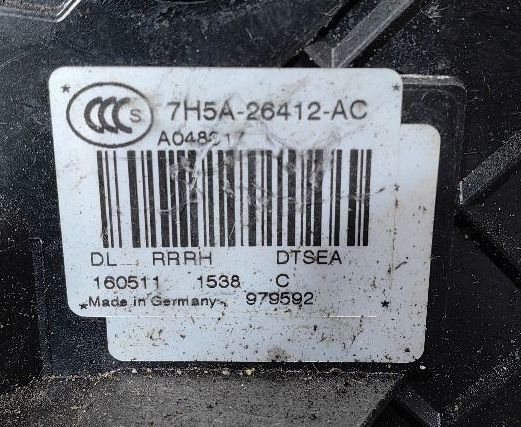 CCC S 7H5A-26412-AC
DL RRRH DTSEA
160511 1538 C
Made in Germany 979592